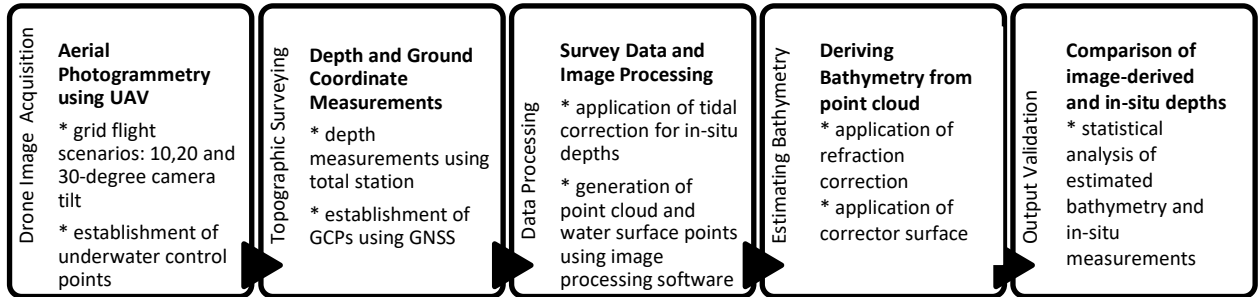 Drone Image Acquisition
Aerial
Photogrammetry
using UAV
* grid flight
scenarios: 10,20 and
30-degree camera
tilt
* establishment of
underwater control
points
Topographic Surveying
Depth and Ground
Coordinate
Measurements
* depth
measurements using
total station
* establishment of
GCPs using GNSS
Data Processing
Survey Data and
Image Processing
* application of tidal
correction for in-situ
depths
* generation of
point cloud and
water surface points
using image
processing software
Estimating Bathymetry
Deriving
Bathymetry from
point cloud
* application of
refraction
correction
* application of
corrector surface
Output Validation
Comparison of
image-derived
and in-situ depths
* statistical
analysis of
estimated
bathymetry and
in-situ
measurements